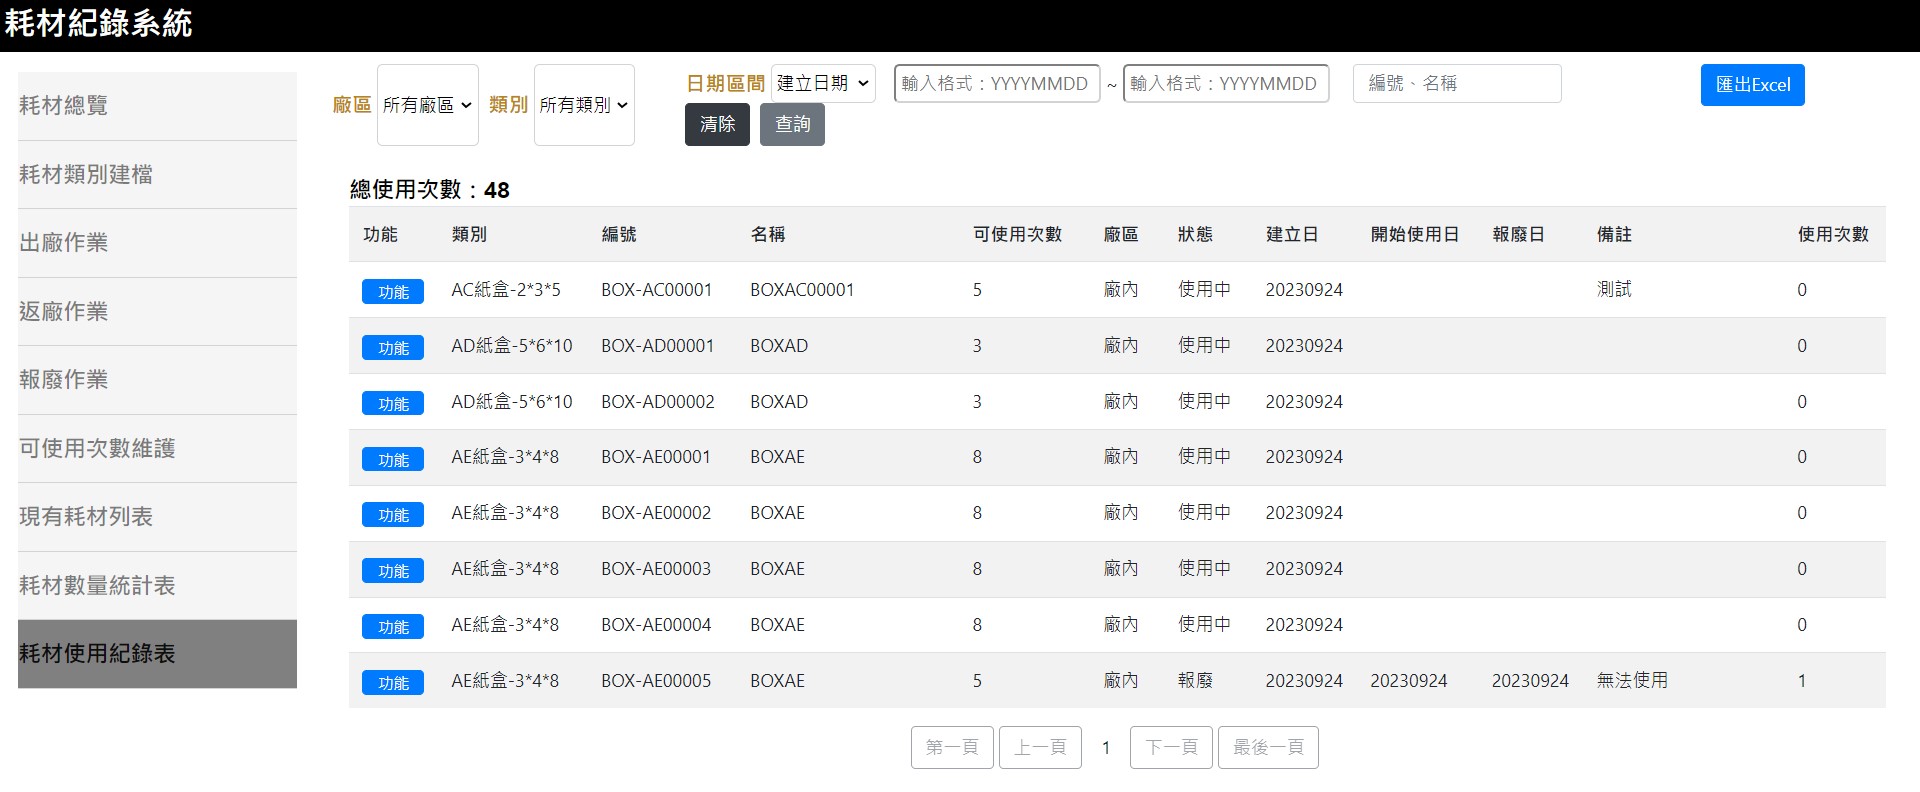 耗材紀錄系統
耗材總覽
耗材類別建檔
出廠作業
返廠作業
報廢作業
可使用次數維護
現有耗材列表
耗材數量統計表
耗材使用紀錄表
廠區 所有廠區 類別 所有類別 日期區間 建立日期 輸入格式：YYYYMMDD ~ 輸入格式：YYYYMMDD 編號、名稱 匯出Excel
清除 查詢
總使用次數：48
功能 類別 編號 名稱 可使用次數 廠區 狀態 建立日 開始使用日 報廢日 備註 使用次數
功能 AC紙盒-2*3*5 BOX-AC00001 BOXAC00001 5 廠內 使用中 20230924 測試 0
功能 AD紙盒-5*6*10 BOX-AD00001 BOXAD 3 廠內 使用中 20230924 0
功能 AD紙盒-5*6*10 BOX-AD00002 BOXAD 3 廠內 使用中 20230924 0
功能 AE紙盒-3*4*8 BOX-AE00001 BOXAE 8 廠內 使用中 20230924 0
功能 AE紙盒-3*4*8 BOX-AE00002 BOXAE 8 廠內 使用中 20230924 0
功能 AE紙盒-3*4*8 BOX-AE00003 BOXAE 8 廠內 使用中 20230924 0
功能 AE紙盒-3*4*8 BOX-AE00004 BOXAE 8 廠內 使用中 20230924 0
功能 AE紙盒-3*4*8 BOX-AE00005 BOXAE 5 廠內 報廢 20230924 20230924 20230924 無法使用 1
第一頁 上一頁 1 下一頁 最後一頁